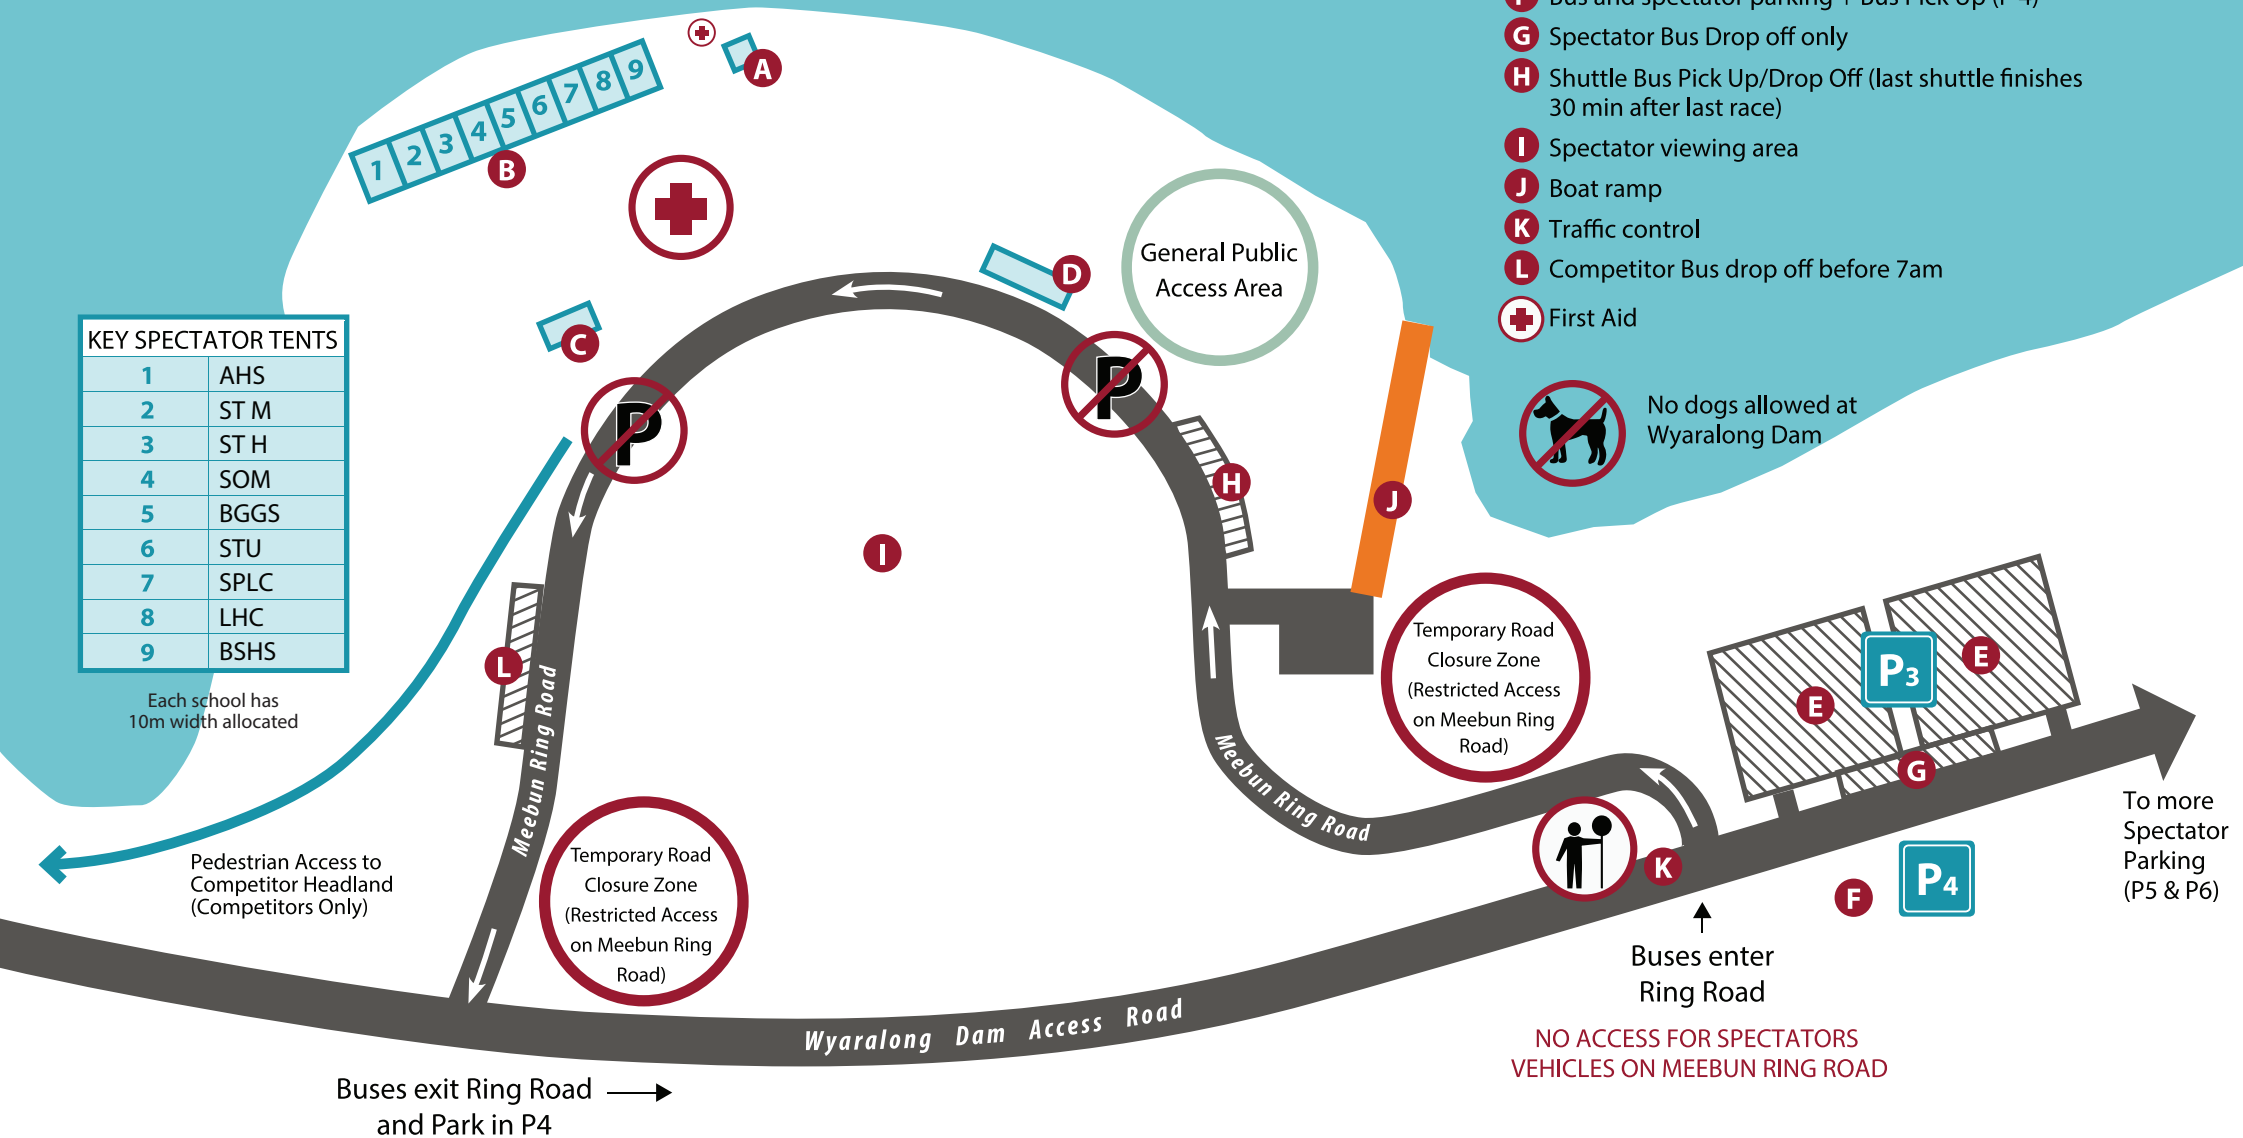 F Bus and spectator parking + Bus Pick Up (P4)
G Spectator Bus Drop off only
H Shuttle Bus Pick Up/Drop Off (last shuttle finishes
30 min after last race)
I Spectator viewing area
J Boat ramp
K Traffic control
L Competitor Bus drop off before 7am
First Aid
No dogs allowed at
Wyaralong Dam
A
1 2 3 4 5 6 7 8 9
B
C
D
General Public
Access Area
KEY SPECTATOR TENTS
1 AHS
2 ST M
3 ST H
4 SOM
5 BGGS
6 STU
7 SPLC
8 LHC
9 BSHS
Each school has
10m width allocated
P
P
H
I
J
L
Meebun Ring Road
Meebun Ring Road
Temporary Road
Closure Zone
(Restricted Access
on Meebun Ring
Road)
E
P3
E
G
To more
Spectator
Parking
(P5 & P6)
Pedestrian Access to
Competitor Headland
(Competitors Only)
Temporary Road
Closure Zone
(Restricted Access
on Meebun Ring
Road)
K
F
P4
Buses enter
Ring Road
NO ACCESS FOR SPECTATORS
VEHICLES ON MEEBUN RING ROAD
Wyaralong Dam Access Road
Buses exit Ring Road
and Park in P4